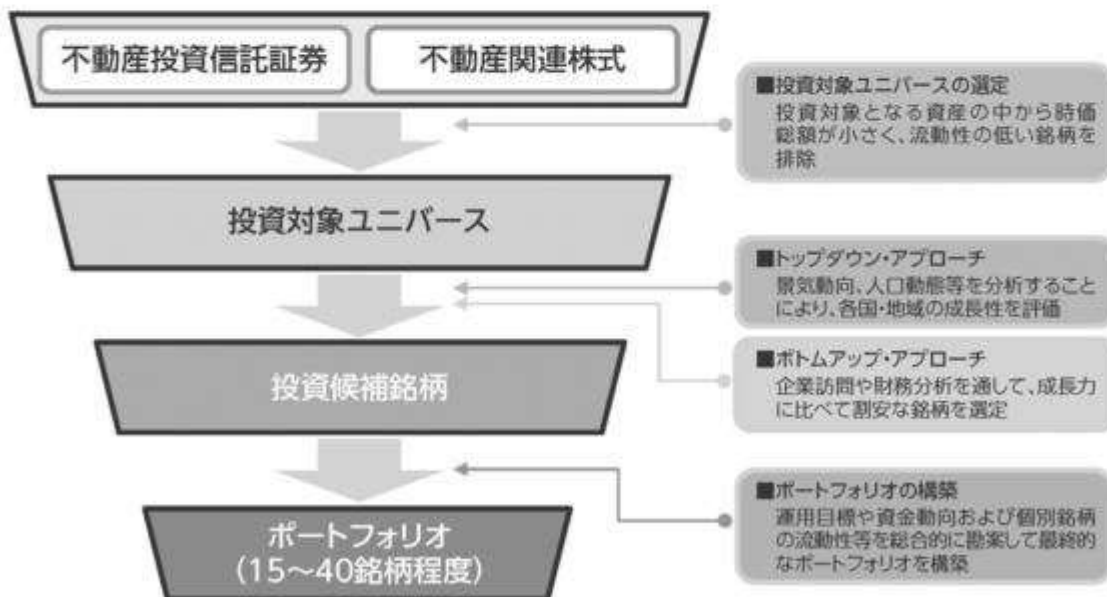 不動産投資信託証券
不動産関連株式
■投資対象ユニバースの選定
投資対象となる資産の中から時価
総額が小さく、流動性の低い銘柄を
排除
投資対象ユニバース
■トップダウン・アプローチ
景気動向、人口動態等を分析すること
により、各国・地域の成長性を評価
■ボトムアップ・アプローチ
企業訪問や財務分析を通して、成長力
に比べて割安な銘柄を選定
投資候補銘柄
■ポートフォリオの構築
運用目標や資金動向および個別銘柄
の流動性等を総合的に勘案して最終的
なポートフォリオを構築
ポートフォリオ
(15〜40銘柄程度)